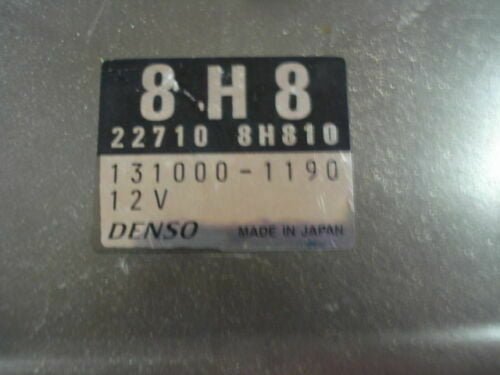 8H8
22710 8H810
131000-1190
12V
DENSO MADE IN JAPAN